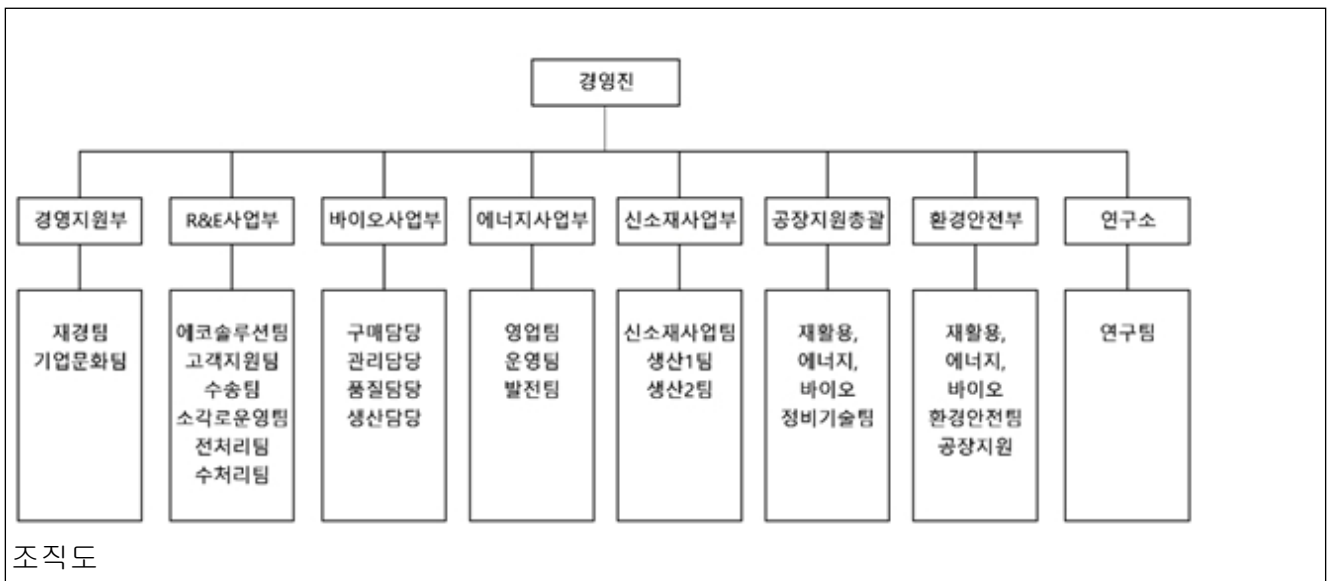 경영진
경영지원부
R&E사업부
바이오사업부
에너지사업부
신소재사업부
공장지원총괄
환경안전부
연구소
재경팀
기업문화팀
에코솔루션팀
고객지원팀
수송팀
소각로운영팀
전처리팀
수처리팀
구매담당
관리담당
품질담당
생산담당
영업팀
운영팀
발전팀
신소재사업팀
생산1팀
생산2팀
재활용,
에너지,
바이오
정비기술팀
재활용,
에너지,
바이오
환경안전팀
공장지원
연구팀
조직도